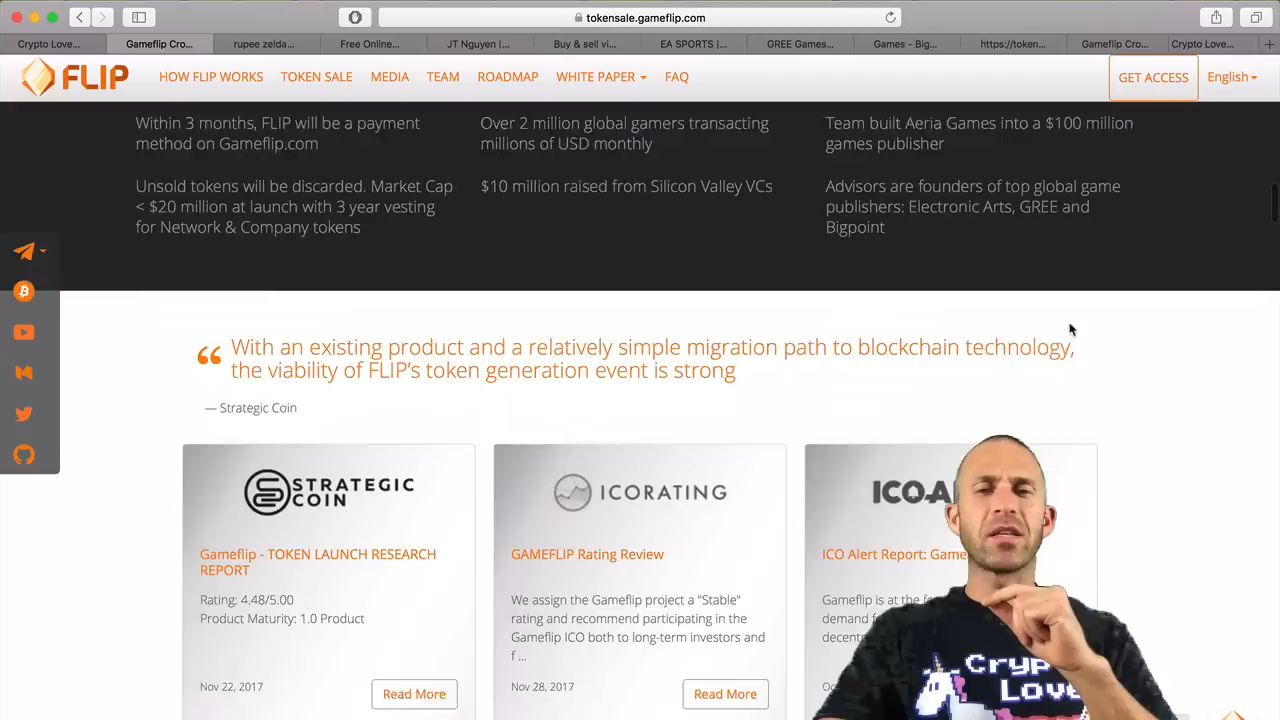 tokensale.gameflip.com
Crypto Love...
Gameflip Cro...
rupee zelda...
Free Online...
JT Nguyen |...
Buy & sell vi...
EA SPORTS |...
GREE Games...
Games - Big...
https://token...
Gameflip Cro...
Crypto Love...
FLIP
HOW FLIP WORKS
TOKEN SALE
MEDIA
TEAM
ROADMAP
WHITE PAPER
FAQ
GET ACCESS
English
Within 3 months, FLIP will be a payment
method on Gameflip.com
Over 2 million global gamers transacting
millions of USD monthly
Team built Aeria Games into a $100 million
games publisher
Unsold tokens will be discarded. Market Cap
< $20 million at launch with 3 year vesting
for Network & Company tokens
$10 million raised from Silicon Valley VCs
Advisors are founders of top global game
publishers: Electronic Arts, GREE and
Bigpoint
“ With an existing product and a relatively simple migration path to blockchain technology,
the viability of FLIP's token generation event is strong
— Strategic Coin
STRATEGIC
COIN
Gameflip - TOKEN LAUNCH RESEARCH
REPORT
Rating: 4.48/5.00
Product Maturity: 1.0 Product
Nov 22, 2017
Read More
ICORATING
GAMEFLIP Rating Review
We assign the Gameflip project a "Stable"
rating and recommend participating in the
Gameflip ICO both to long-term investors and
f ...
Nov 28, 2017
Read More
ICO
ICO Alert Report: Game
Gameflip is at the
demand
decent
Cryp
Love